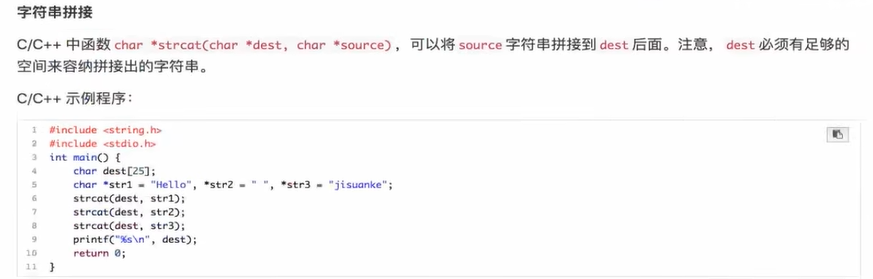 字符串拼接
C/C++ 中函数 char *strcat(char *dest, char *source) ，可以将 source 字符串拼接到 dest 后面。注意， dest 必须有足够的
空间来容纳拼接出的字符串。
C/C++ 示例程序：
1 #include <string.h>
2 #include <stdio.h>
3 int main() {
4     char dest[25];
5     char *str1 = "Hello", *str2 = " ", *str3 = "jisuanke";
6     strcat(dest, str1);
7     strcat(dest, str2);
8     strcat(dest, str3);
9     printf("%s\n", dest);
10     return 0;
11 }